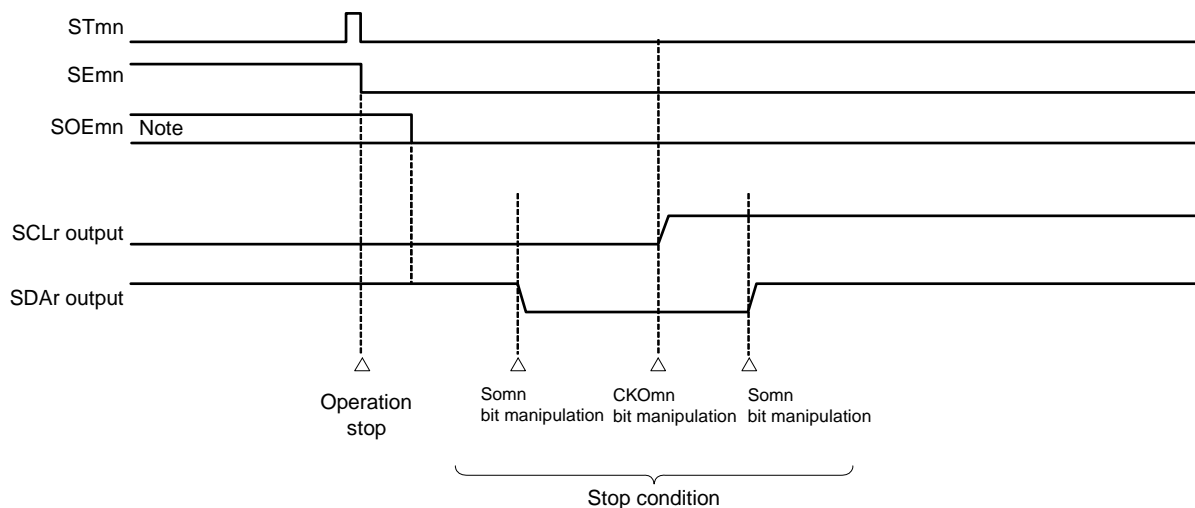 STmn
SEmn
SOEmn Note
SCLr output
SDAr output
Operation
stop
Somn
bit manipulation
CKOmn
bit manipulation
Somn
bit manipulation
Stop condition